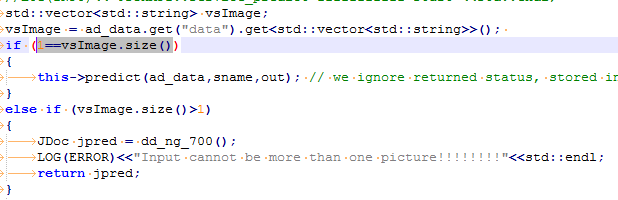 std::vector<std::string> vsImage;
vsImage = ad_data.get("data").get<std::vector<std::string>>();
if (1==vsImage.size())
{
this->predict(ad_data,sname,out); // we ignore returned status, stored in
}
else if (vsImage.size()>1)
{
JDoc jpred = dd_ng_700();
LOG(ERROR)<<"Input cannot be more than one picture!!!!!!!!"<<std::endl;
return jpred;
}